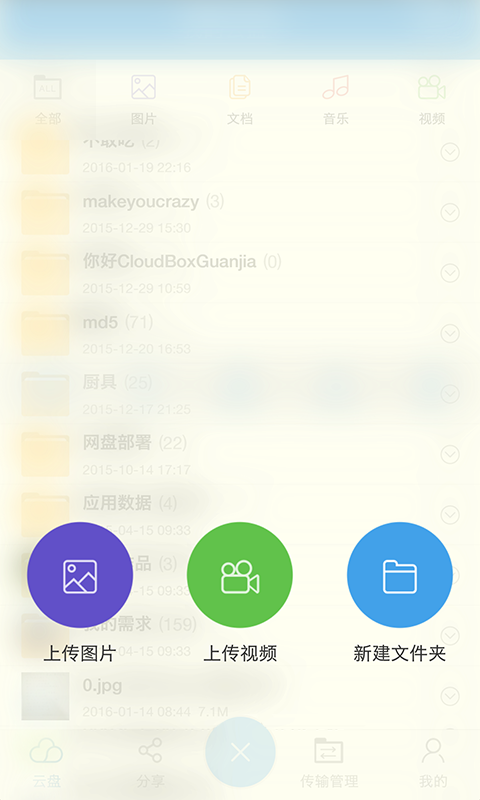 ALL
全部 图片 文档 音乐 视频
不敢吃 (2)
2016-01-19 22:16
makeyoucrazy (3)
2015-12-29 15:30
你好CloudBoxGuanjia (0)
2015-12-29 10:59
md5 (71)
2015-12-20 16:53
厨具 (25)
2015-12-17 21:25
网盘部署 (22)
2015-10-14 17:17
应用数据 (4)
04-15 09:33
品 (3)
09:33
我的需求 (159)
04-15 09:33
上传图片 上传视频 新建文件夹
0.jpg
2016-01-14 08:44 7.1M
云盘 分享 传输管理 我的